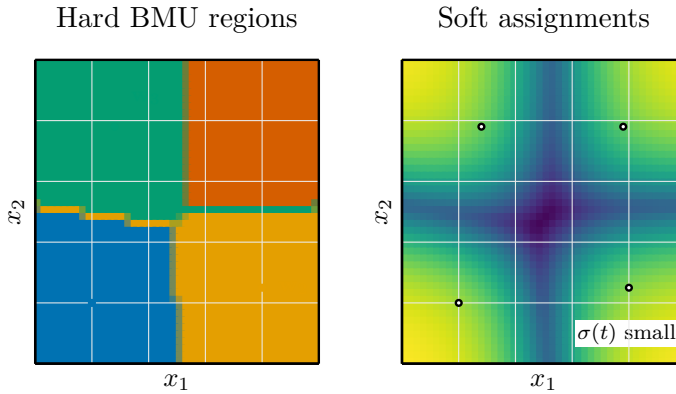 Hard BMU regions
Soft assignments
x₂
x₁
x₂
σ(t) small
x₁